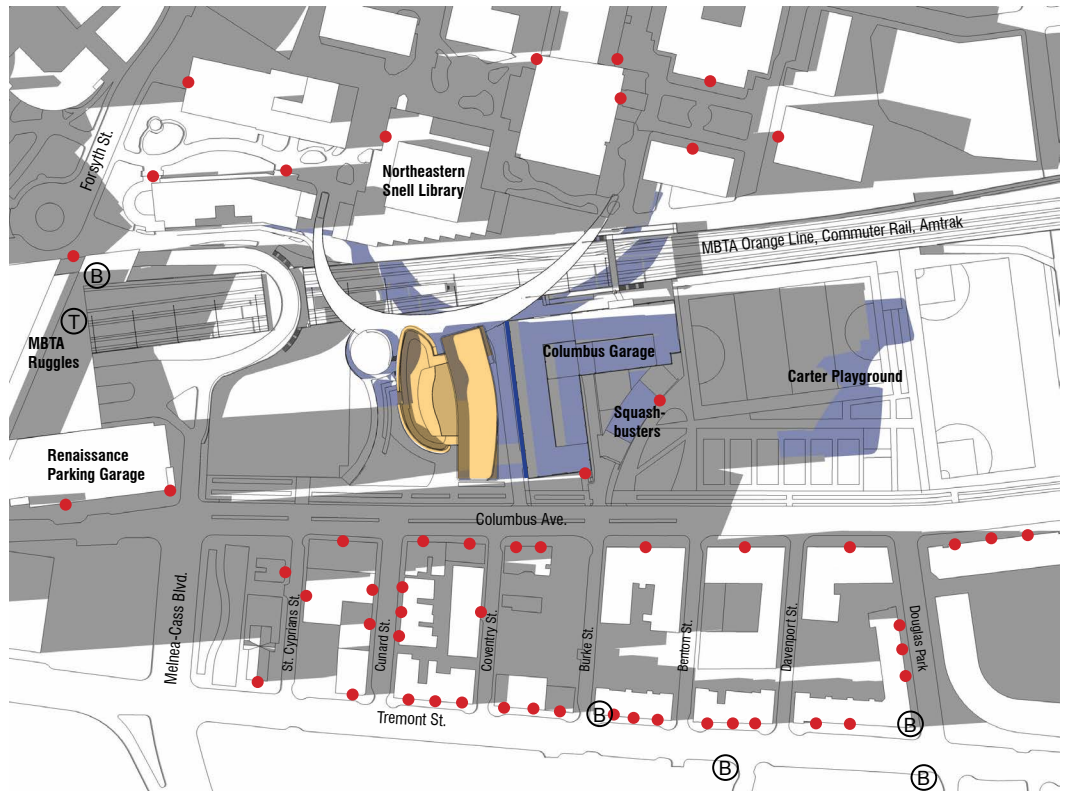 Forsyth St.
Northeastern
Snell Library
MBTA Orange Line, Commuter Rail, Amtrak
B
T
MBTA
Ruggles
Columbus Garage
Carter Playground
Squash-
busters
Renaissance
Parking Garage
Columbus Ave.
Melnea-Cass Blvd.
St. Cyprians St.
Cunard St.
Coventry St.
Burke St.
Benton St.
Davenport St.
Douglas Park
Tremont St.
B
B
B
B